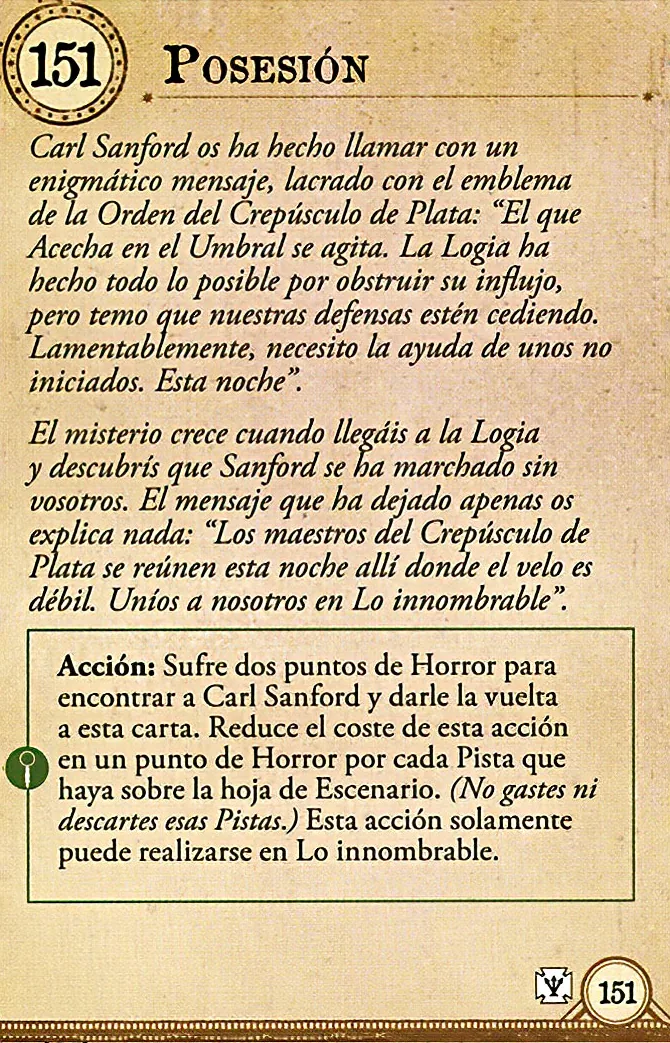 151
Posesión
Carl Sanford os ha hecho llamar con un
enigmático mensaje, lacrado con el emblema
de la Orden del Crepúsculo de Plata: “El que
Acecha en el Umbral se agita. La Logia ha
hecho todo lo posible por obstruir su influjo,
pero temo que nuestras defensas estén cediendo.
Lamentablemente, necesito la ayuda de unos no
iniciados. Esta noche”.
El misterio crece cuando llegáis a la Logia
y descubrís que Sanford se ha marchado sin
vosotros. El mensaje que ha dejado apenas os
explica nada: “Los maestros del Crepúsculo de
Plata se reúnen esta noche allí donde el velo es
débil. Uníos a nosotros en Lo innombrable”.
Acción: Sufre dos puntos de Horror para
encontrar a Carl Sanford y darle la vuelta
a esta carta. Reduce el coste de esta acción
en un punto de Horror por cada Pista que
haya sobre la hoja de Escenario. (No gastes ni
descartes esas Pistas.) Esta acción solamente
puede realizarse en Lo innombrable.
151